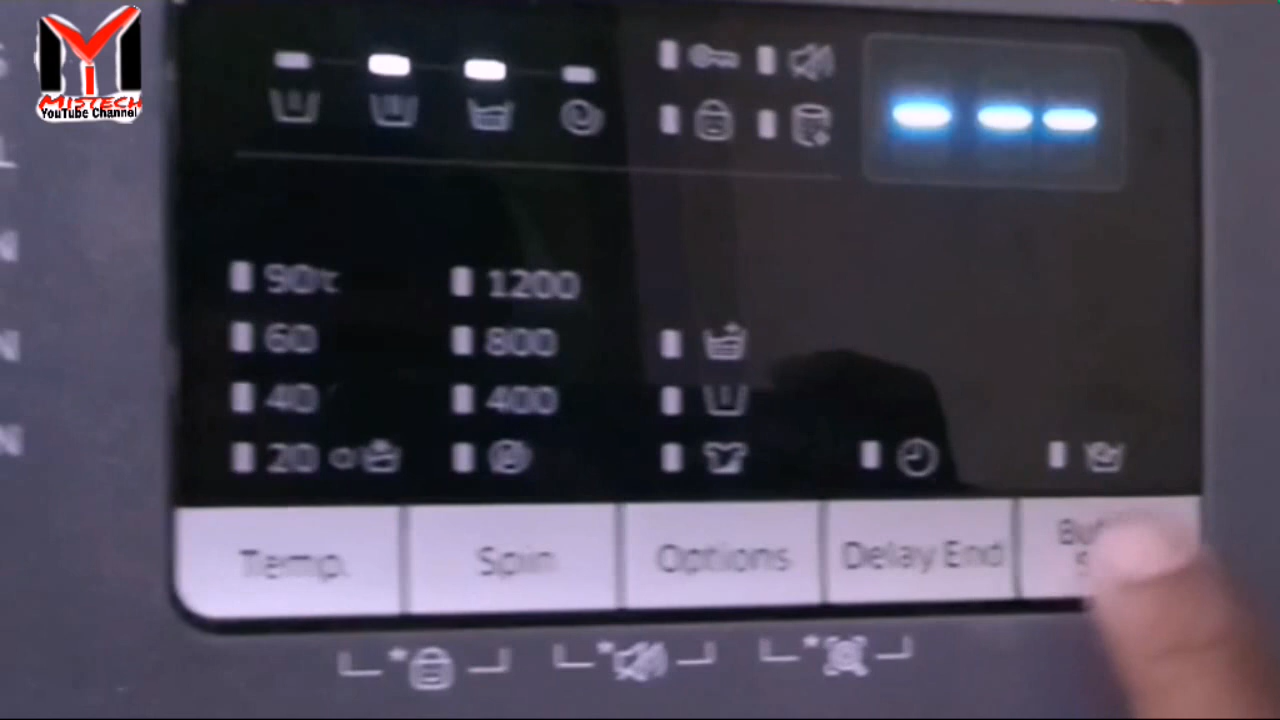 MISTECH
YouTube Channel
90°c
1200
60
800
40
400
20
Temp.
Spin
Options
Delay End